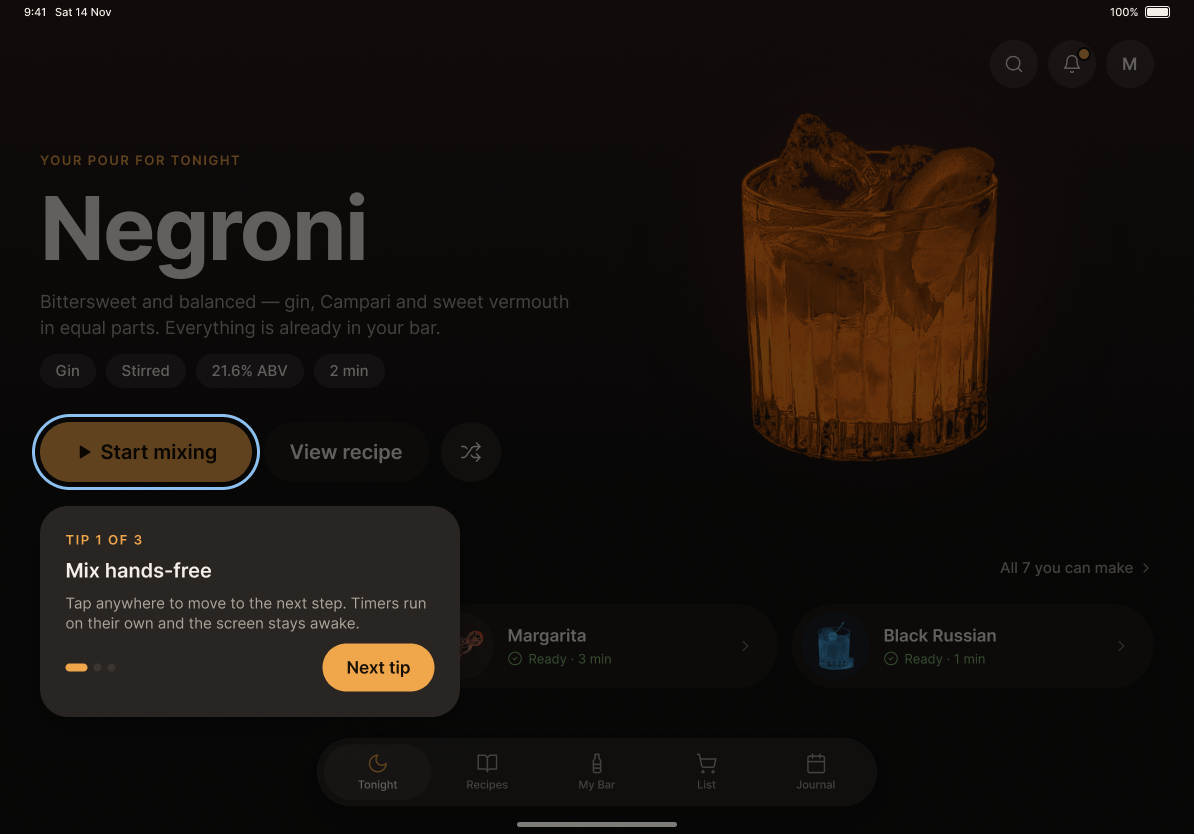 9:41 Sat 14 Nov
100%
M
YOUR POUR FOR TONIGHT
Negroni
Bittersweet and balanced — gin, Campari and sweet vermouth
in equal parts. Everything is already in your bar.
Gin
Stirred
21.6% ABV
2 min
Start mixing
View recipe
TIP 1 OF 3
Mix hands-free
Tap anywhere to move to the next step. Timers run
on their own and the screen stays awake.
Next tip
All 7 you can make
Margarita
Ready · 3 min
Black Russian
Ready · 1 min
Tonight
Recipes
My Bar
List
Journal